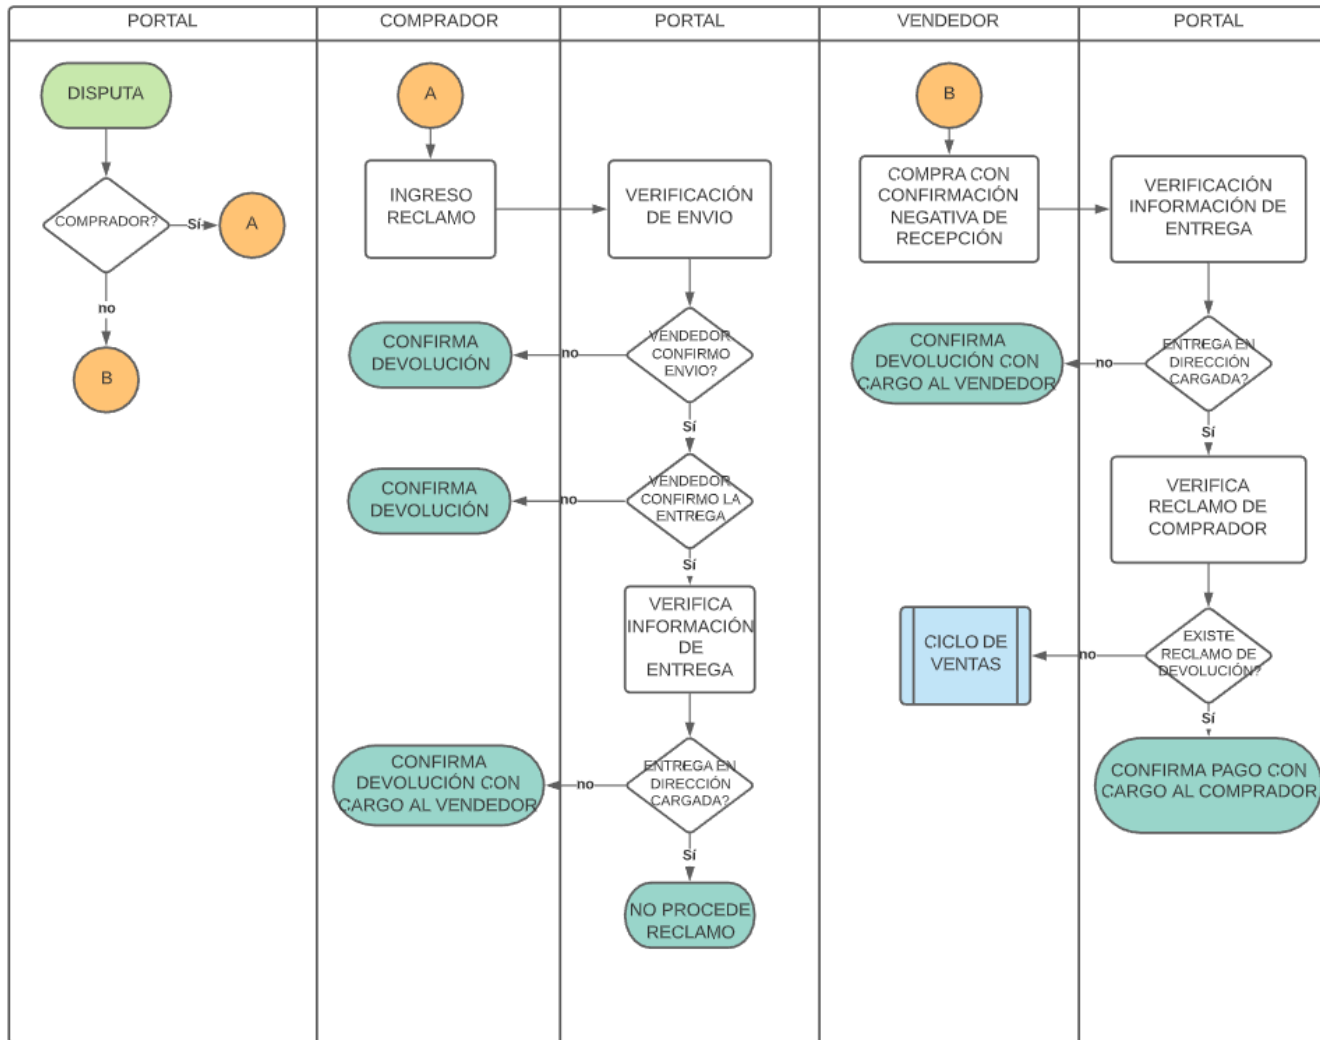 PORTAL
COMPRADOR
PORTAL
VENDEDOR
PORTAL
DISPUTA
COMPRADOR?
Sí
A
no
B
A
INGRESO
RECLAMO
VERIFICACIÓN
DE ENVIO
VENDEDOR
CONFIRMO
ENVIO?
no
CONFIRMA
DEVOLUCIÓN
Sí
VENDEDOR
CONFIRMO LA
ENTREGA
no
CONFIRMA
DEVOLUCIÓN
Sí
VERIFICA
INFORMACIÓN
DE
ENTREGA
ENTREGA EN
DIRECCIÓN
CARGADA?
no
CONFIRMA
DEVOLUCIÓN CON
CARGO AL VENDEDOR
Sí
NO PROCEDE
RECLAMO
B
COMPRA CON
CONFIRMACIÓN
NEGATIVA DE
RECEPCIÓN
VERIFICACIÓN
INFORMACIÓN DE
ENTREGA
ENTREGA EN
DIRECCIÓN
CARGADA?
no
CONFIRMA
DEVOLUCIÓN CON
CARGO AL VENDEDOR
Sí
VERIFICA
RECLAMO DE
COMPRADOR
EXISTE
RECLAMO DE
DEVOLUCIÓN?
no
CICLO DE
VENTAS
Sí
CONFIRMA PAGO CON
CARGO AL COMPRADOR